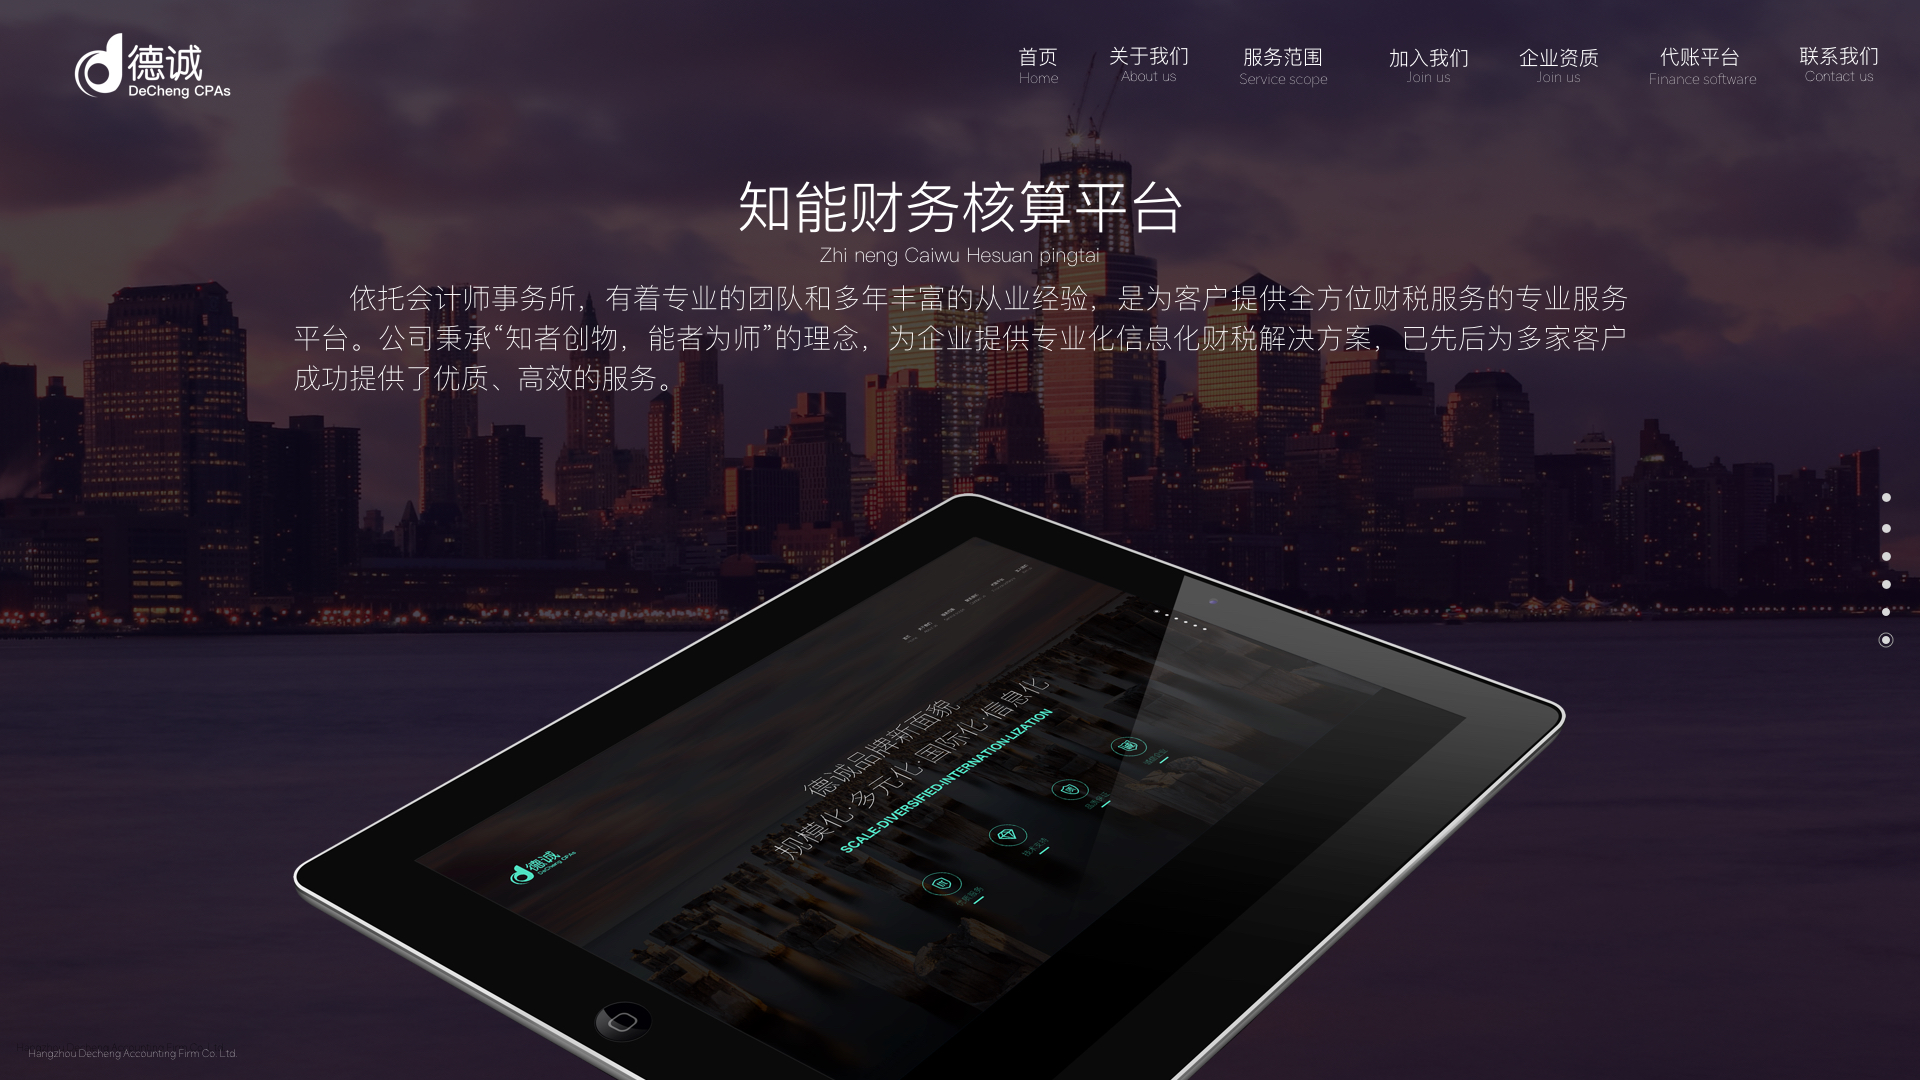 德诚
DeCheng CPAs
首页
Home
关于我们
About us
服务范围
Service scope
加入我们
Join us
企业资质
Join us
代账平台
Finance software
联系我们
Contact us
知能财务核算平台
Zhi neng Caiwu Hesuan pingtai
依托会计师事务所，有着专业的团队和多年丰富的从业经验，是为客户提供全方位财税服务的专业服务
平台。公司秉承“知者创物，能者为师”的理念，为企业提供专业化信息化财税解决方案，已先后为多家客户
成功提供了优质、高效的服务。
德诚品牌新面貌
规模化·多元化·国际化·信息化
SCALE·DIVERSIFIED·INTERNATION·LIZATION
德诚
DeCheng CPAs
Hangzhou Decheng Accounting Firm Co. Ltd.